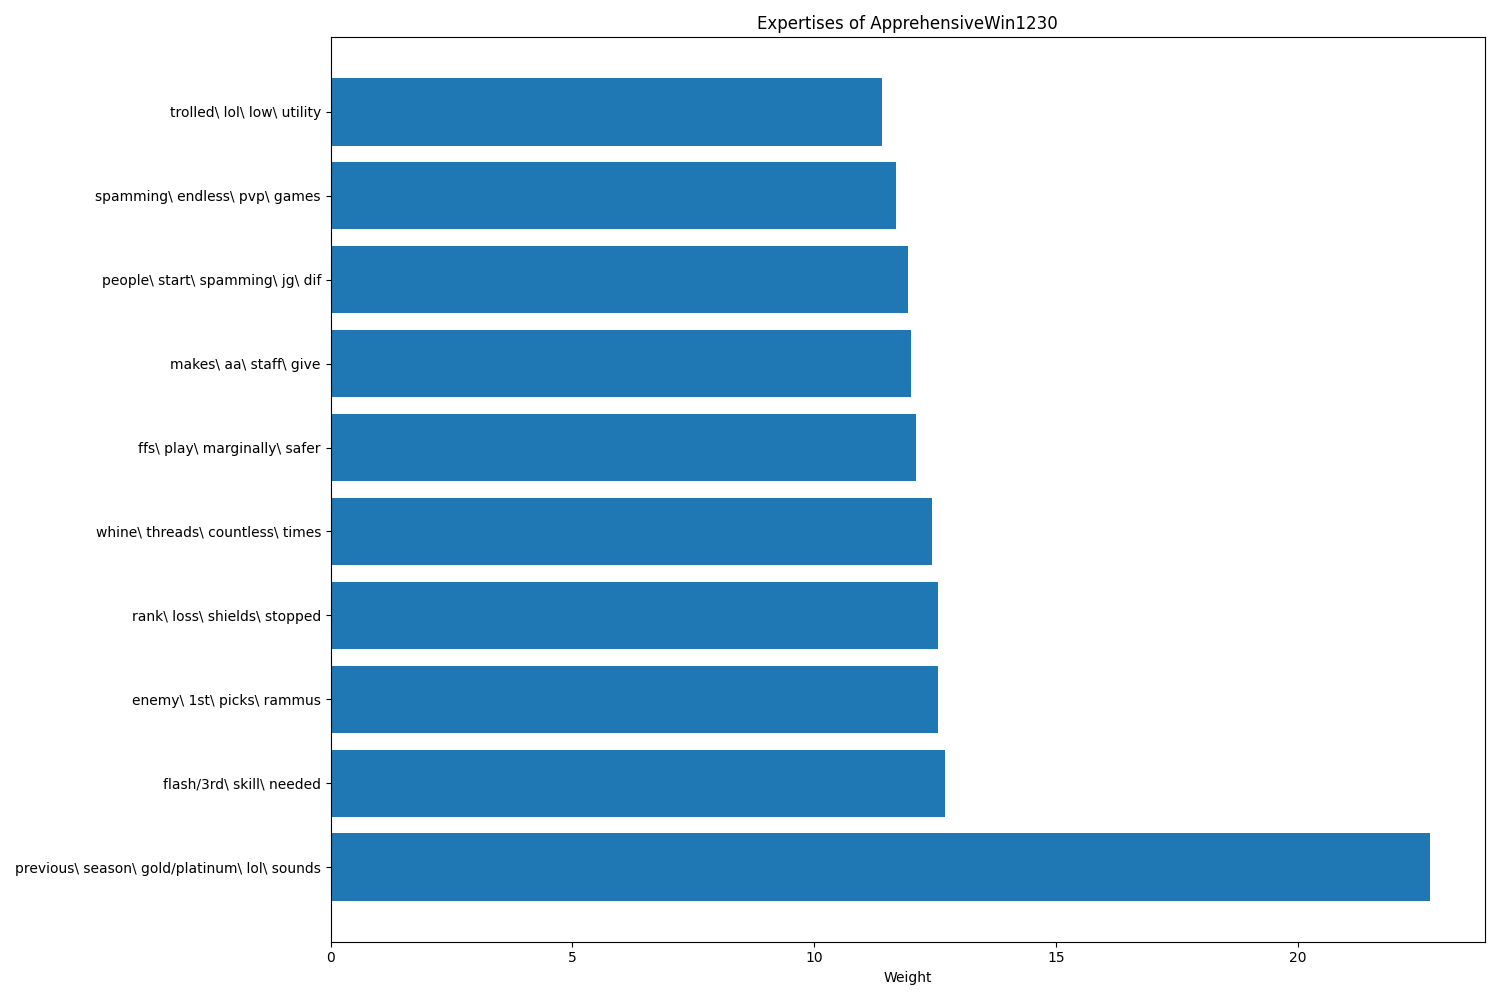 Expertises of ApprehensiveWin1230
trolled\ lol\ low\ utility
spamming\ endless\ pvp\ games
people\ start\ spamming\ jg\ dif
makes\ aa\ staff\ give
ffs\ play\ marginally\ safer
whine\ threads\ countless\ times
rank\ loss\ shields\ stopped
enemy\ 1st\ picks\ rammus
flash/3rd\ skill\ needed
previous\ season\ gold/platinum\ lol\ sounds
0 5 10 15 20
Weight